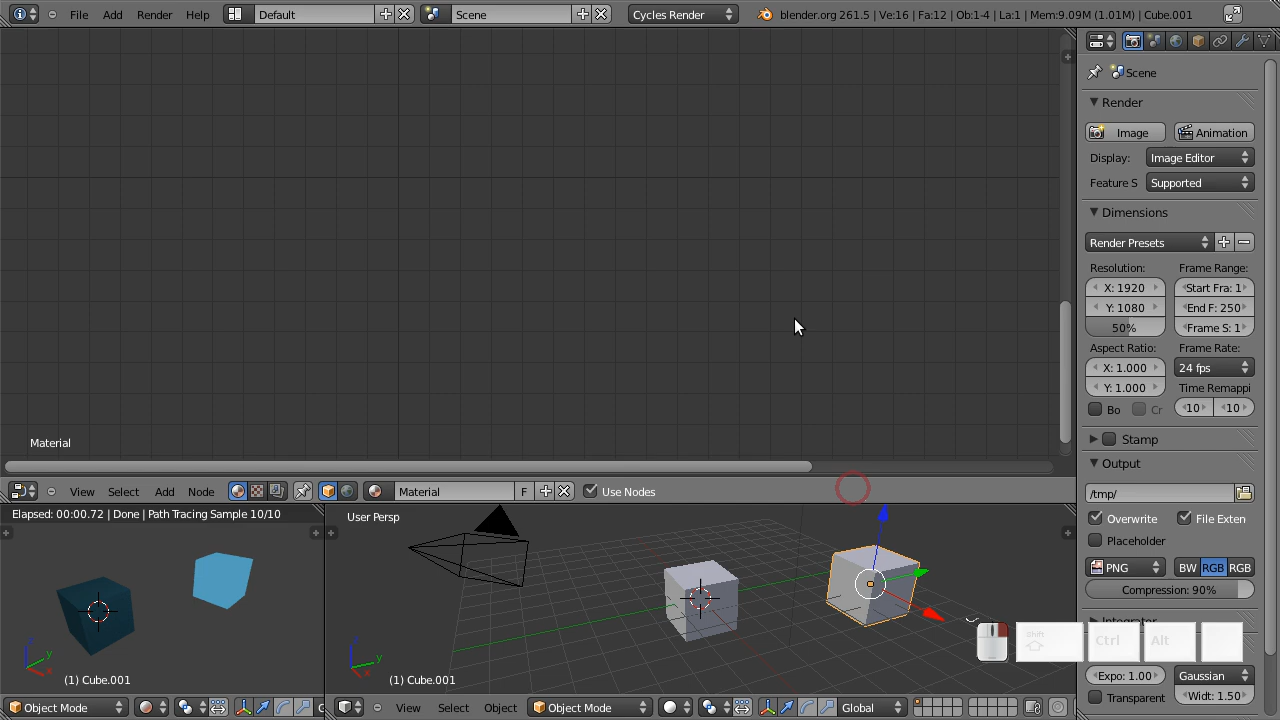 File Add Render Help Default Scene Cycles Render blender.org 261.5 | Ve:16 | Fa:12 | Ob:1-4 | La:1 | Mem:9.09M (1.01M) | Cube.001
Scene
Render
Image Animation
Display: Image Editor
Feature S Supported
Dimensions
Render Presets
Resolution: Frame Range:
X: 1920 Start Fra: 1
Y: 1080 End F: 250
50% Frame S: 1
Aspect Ratio: Frame Rate:
X: 1.000 24 fps
Y: 1.000 Time Remappi
Bo Cr 10 10
Stamp
Output
/tmp/
Overwrite File Exten
Placeholder
PNG BW RGB RGB
Compression: 90%
Integrator
Expo: 1.00 Gaussian
Transparent Widt: 1.50
Material
View Select Add Node Material F Use Nodes
Elapsed: 00:00.72 | Done | Path Tracing Sample 10/10
z
y
x
(1) Cube.001
Object Mode
User Persp
z
y
x
(1) Cube.001
View Select Object Object Mode Global
Shift Ctrl Alt